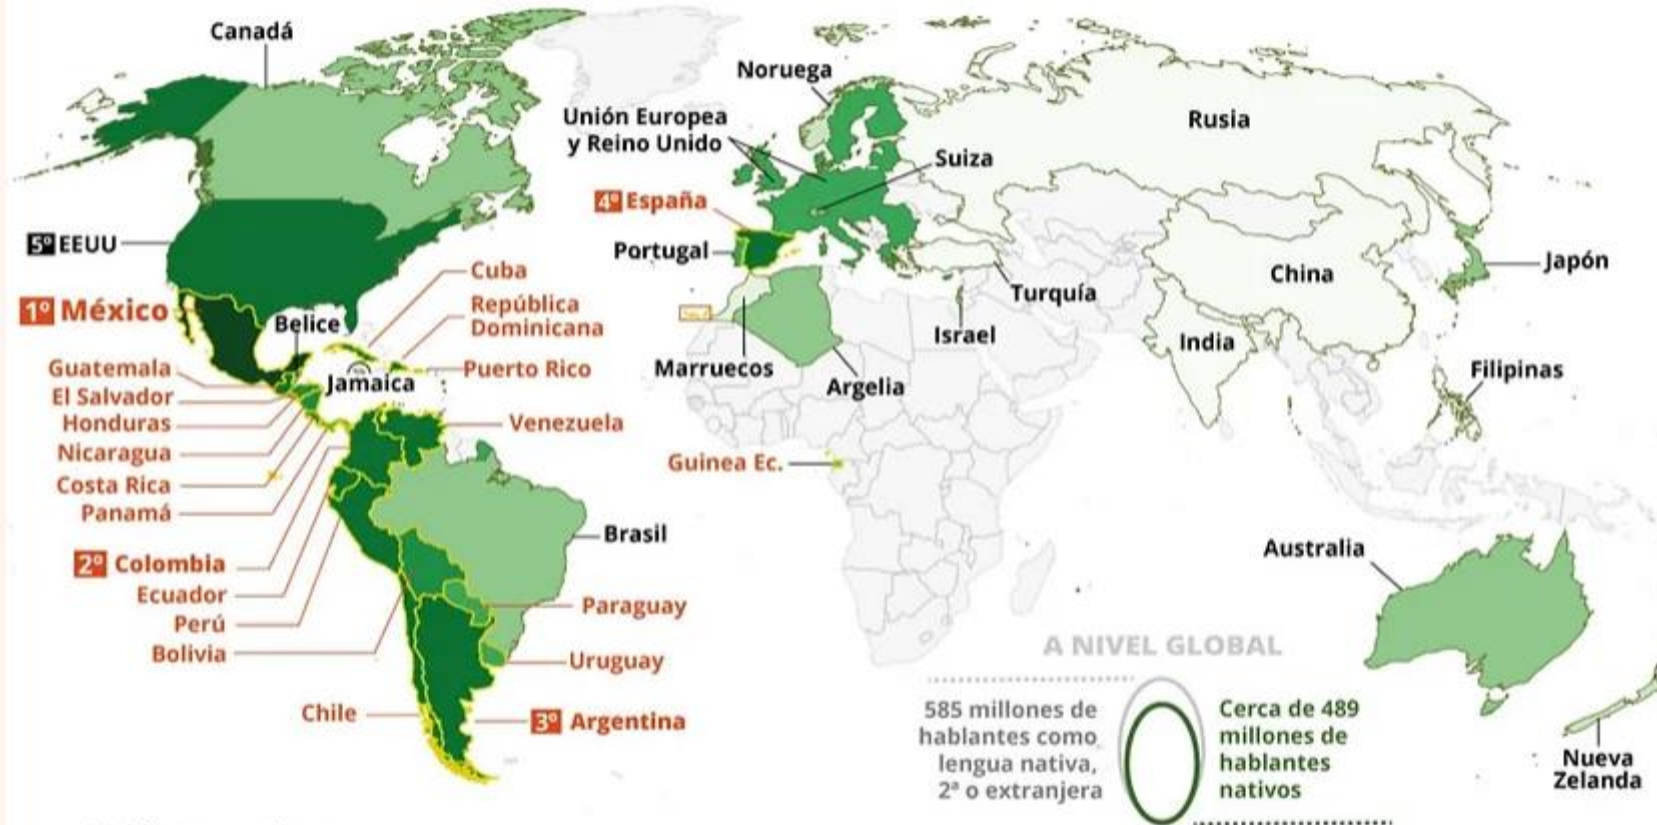 Canadá
Noruega
Unión Europea
y Reino Unido
Rusia
Suiza
4º España
5º EEUU
Portugal
Cuba
Japón
China
República
Dominicana
Turquía
1º México
Belice
Israel
India
Guatemala
Puerto Rico
Marruecos
Filipinas
Jamaica
Argelia
El Salvador
Honduras
Venezuela
Nicaragua
Guinea Ec.
Costa Rica
Panamá
Brasil
Australia
2º Colombia
Ecuador
Paraguay
Perú
Bolivia
Uruguay
Chile
3º Argentina
A NIVEL GLOBAL
585 millones de
hablantes como
lengua nativa,
2ª o extranjera
Cerca de 489
millones de
hablantes
nativos
Nueva
Zelanda